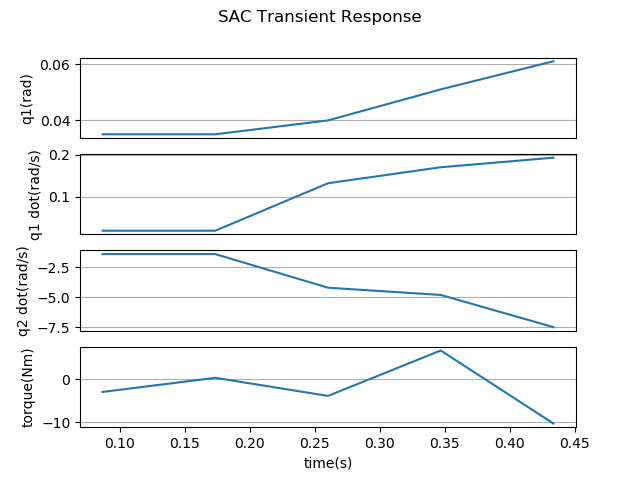 SAC Transient Response
0.06
0.04
q1(rad)
0.2
0.1
q1 dot(rad/s)
−2.5
−5.0
−7.5
q2 dot(rad/s)
0
−10
torque(Nm)
0.10 0.15 0.20 0.25 0.30 0.35 0.40 0.45
time(s)